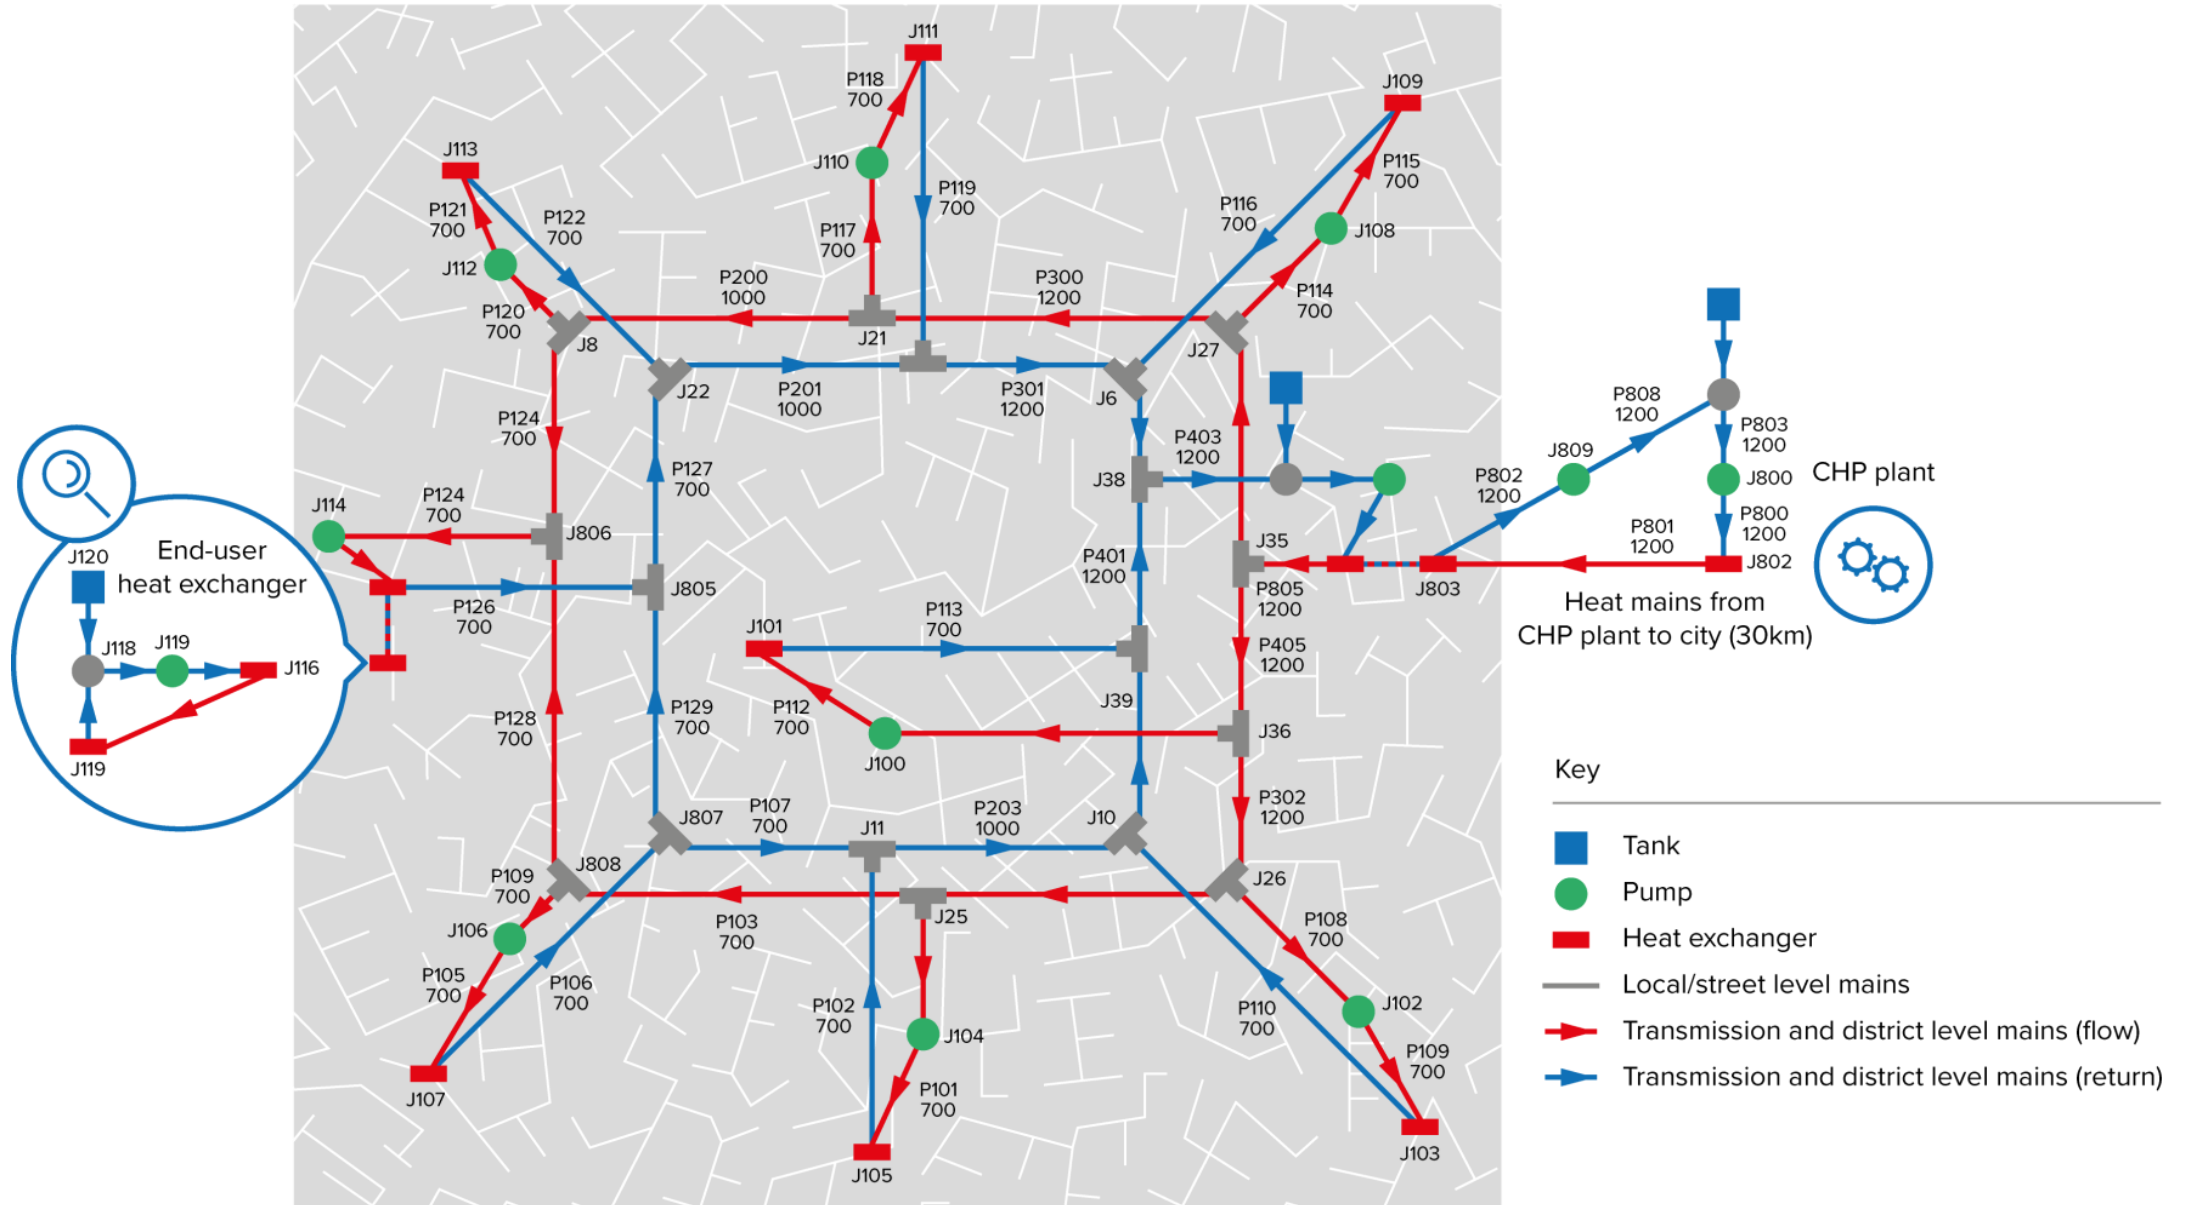 J111
P118
700
J109
J113
J110
P115
700
P121
700
P122
700
P119
700
P116
700
J108
P117
700
J112
P200
1000
P300
1200
P114
700
P120
700
J8
J21
J27
J22
P201
1000
P301
1200
J6
P808
1200
P124
700
P403
1200
P803
1200
J809
P127
700
J38
P802
1200
J800
CHP plant
J114
P124
700
J806
J35
P801
1200
P800
1200
End-user
heat exchanger
J120
P401
1200
J802
J805
P805
1200
J803
P126
700
Heat mains from
CHP plant to city (30km)
J101
P113
700
J118
J119
J116
P405
1200
J39
P128
700
P129
700
P112
700
J36
J100
J119
Key
P302
1200
J807
P107
700
J11
P203
1000
J10
Tank
J808
P109
700
J26
Pump
J106
P103
700
J25
P108
700
Heat exchanger
P105
700
P106
700
Local/street level mains
P102
700
P110
700
J102
J104
Transmission and district level mains (flow)
P109
700
J107
P101
700
Transmission and district level mains (return)
J105
J103